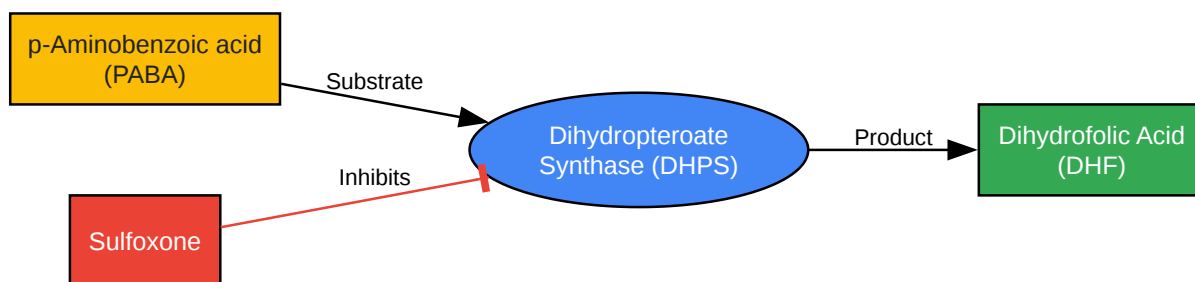 p-Aminobenzoic acid
(PABA)
Substrate
Dihydropteroate
Synthase (DHPS)
Product
Dihydrofolic Acid
(DHF)
Inhibits
Sulfoxone